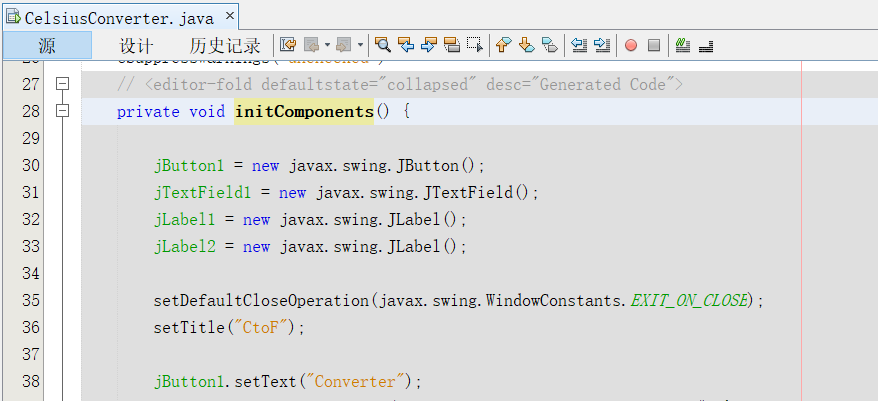 CelsiusConverter.java ×
源 设计 历史记录
27 // <editor-fold defaultstate="collapsed" desc="Generated Code">
28 private void initComponents() {
29
30 jButton1 = new javax.swing.JButton();
31 jTextField1 = new javax.swing.JTextField();
32 jLabel1 = new javax.swing.JLabel();
33 jLabel2 = new javax.swing.JLabel();
34
35 setDefaultCloseOperation(javax.swing.WindowConstants.EXIT_ON_CLOSE);
36 setTitle("CtoF");
37
38 jButton1.setText("Converter");